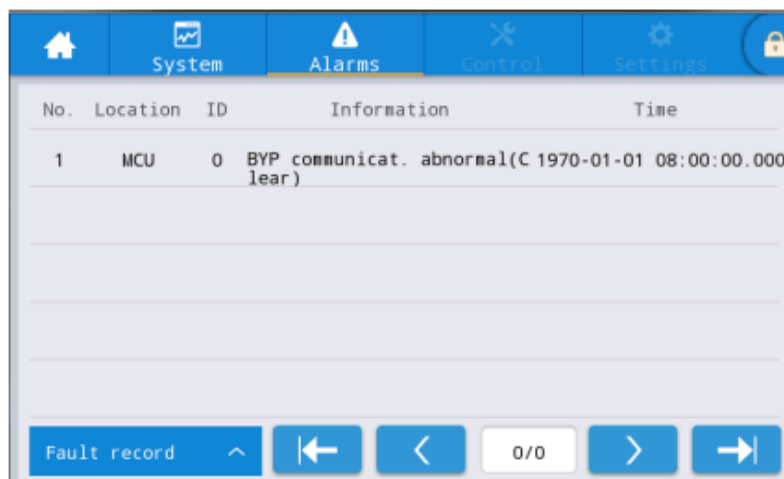 System Alarms Control Settings
No. Location ID Information Time
1 MCU 0 BYP communicat. abnormal(C 1970-01-01 08:00:00.000
lear)
Fault record 0/0